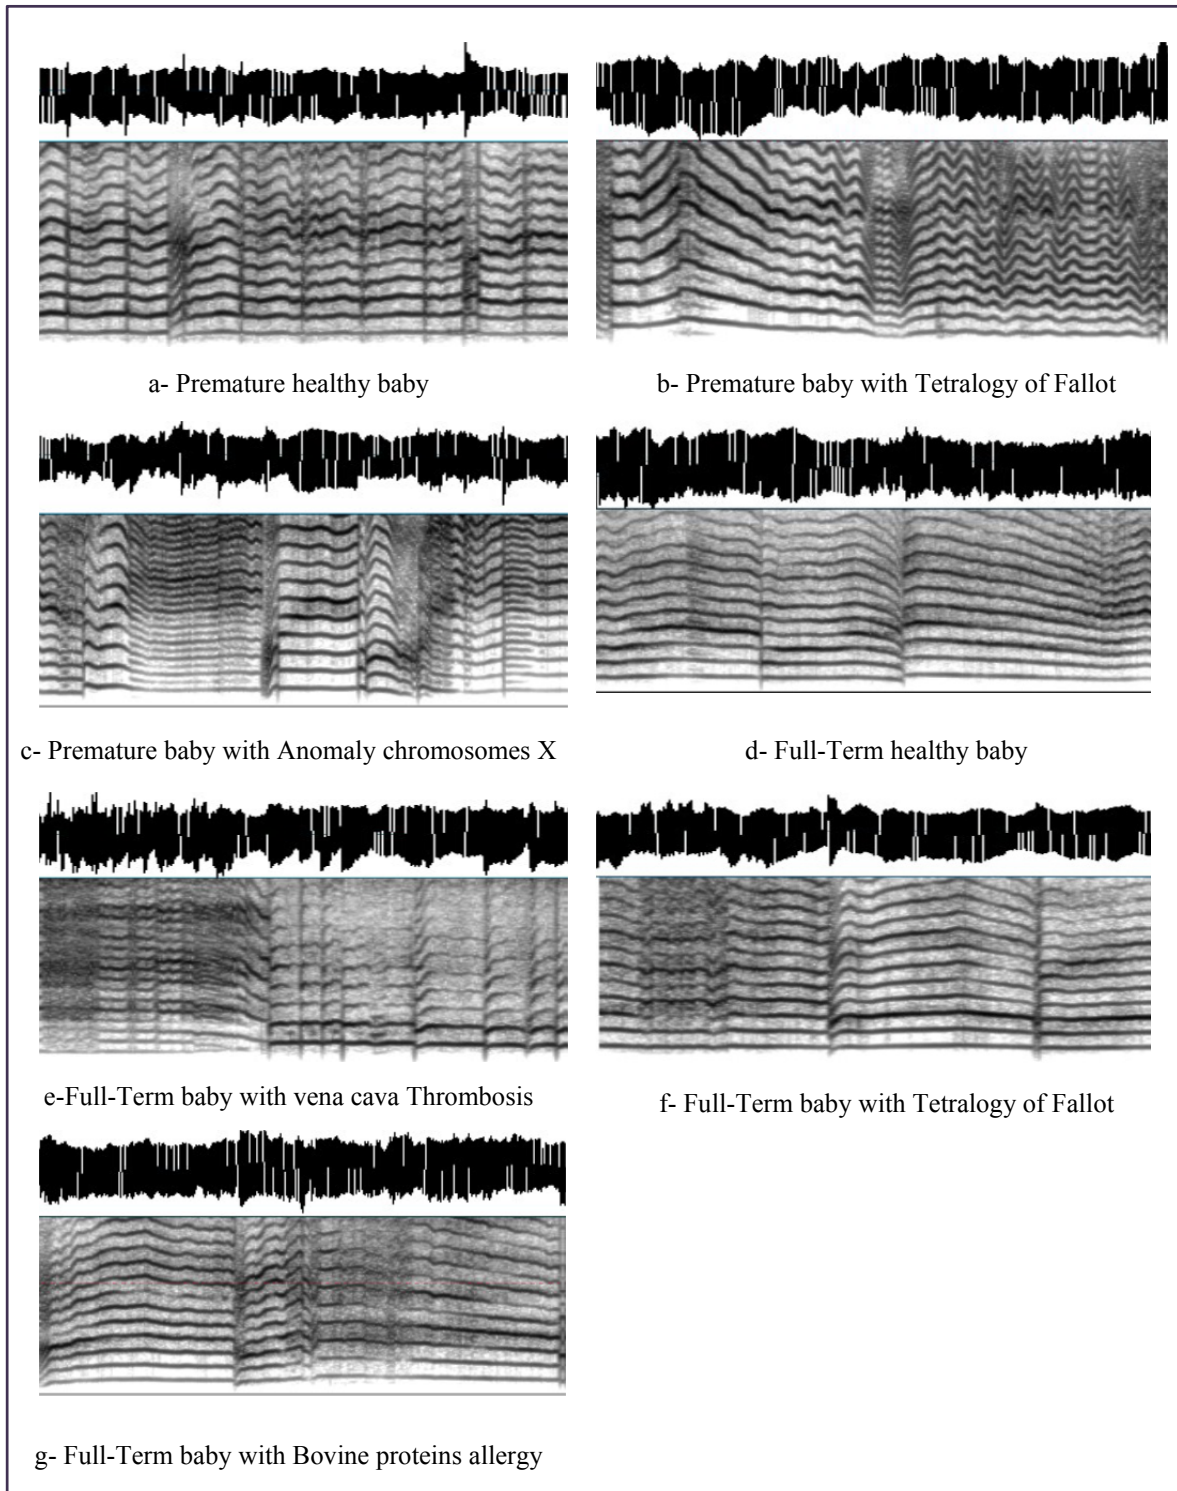 a- Premature healthy baby
b- Premature baby with Tetralogy of Fallot
c- Premature baby with Anomaly chromosomes X
d- Full-Term healthy baby
e-Full-Term baby with vena cava Thrombosis
f- Full-Term baby with Tetralogy of Fallot
g- Full-Term baby with Bovine proteins allergy